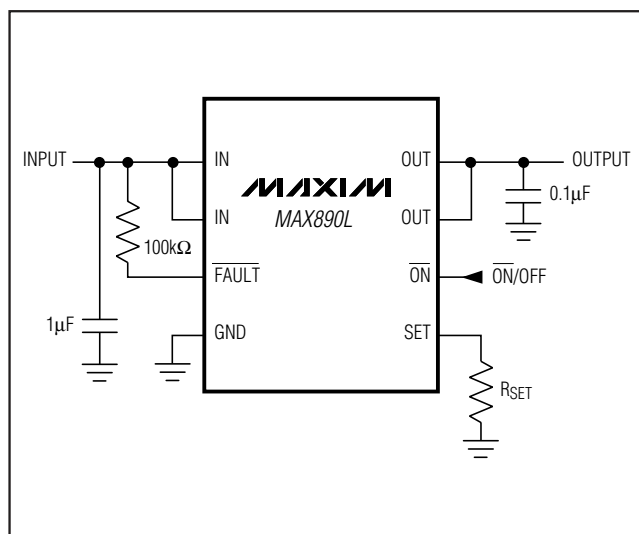 INPUT
IN
OUT
OUTPUT
MAXIM
MAX890L
0.1µF
IN
OUT
100kΩ
FAULT
ON
ON/OFF
1µF
GND
SET
RSET